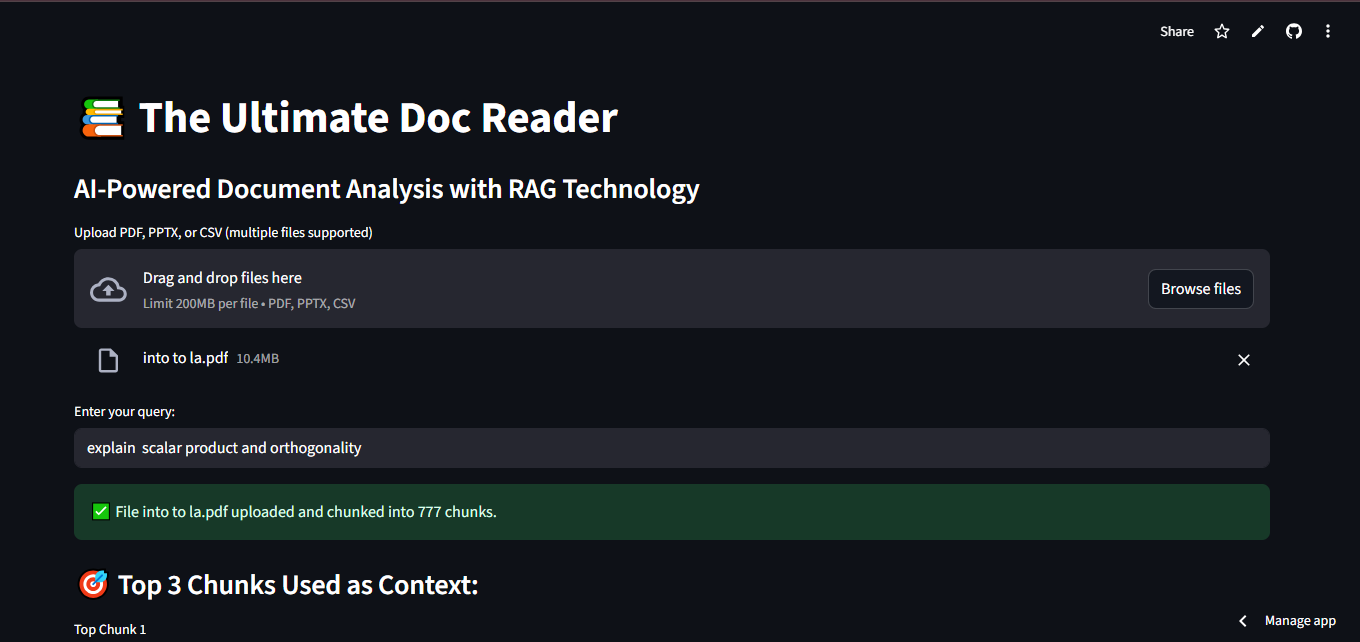 Share
The Ultimate Doc Reader
AI-Powered Document Analysis with RAG Technology
Upload PDF, PPTX, or CSV (multiple files supported)
Drag and drop files here
Limit 200MB per file • PDF, PPTX, CSV
Browse files
into to la.pdf 10.4MB
Enter your query:
explain scalar product and orthogonality
✅ File into to la.pdf uploaded and chunked into 777 chunks.
🎯 Top 3 Chunks Used as Context:
Top Chunk 1
Manage app